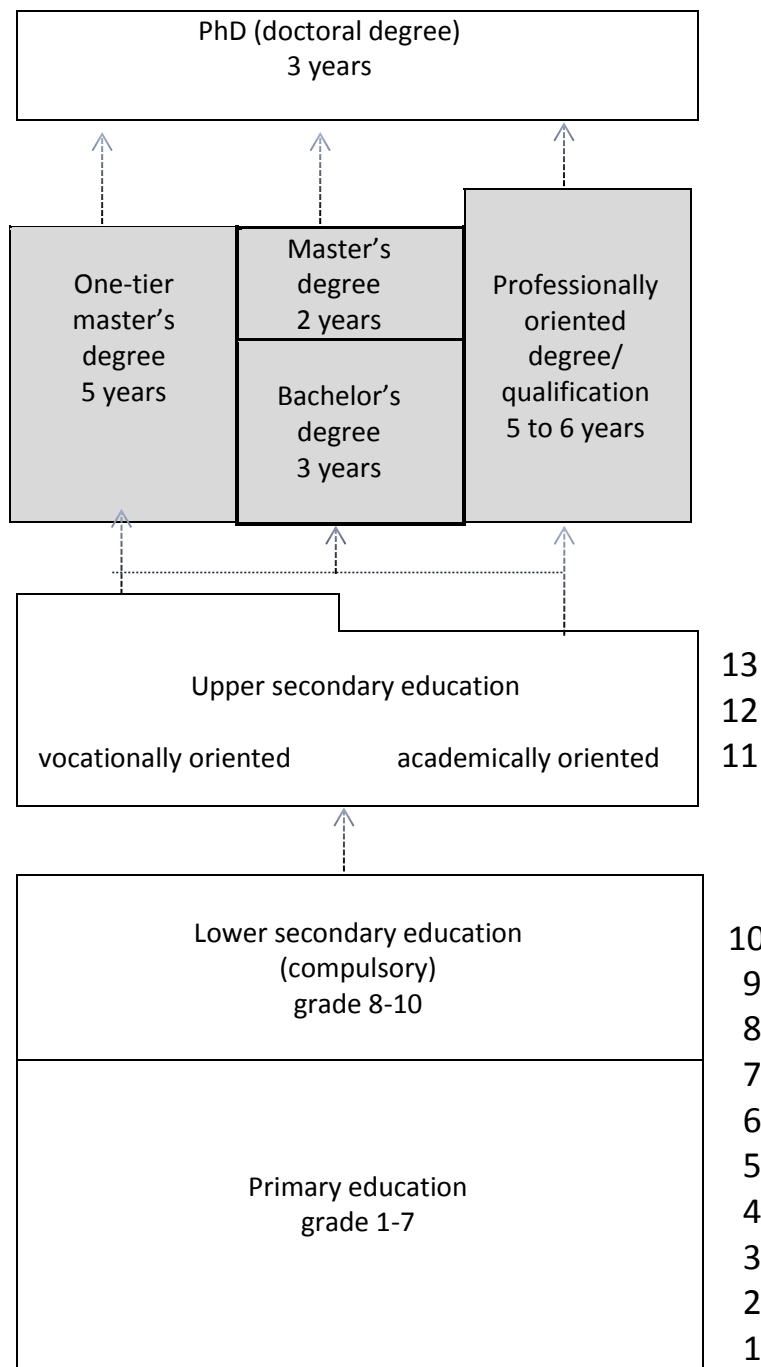 PhD (doctoral degree)
3 years
One-tier
master's
degree
5 years
Master's
degree
2 years
Bachelor's
degree
3 years
Professionally
oriented
degree/
qualification
5 to 6 years
Upper secondary education
vocationally oriented
academically oriented
13
12
11
Lower secondary education
(compulsory)
grade 8-10
10
9
8
Primary education
grade 1-7
7
6
5
4
3
2
1